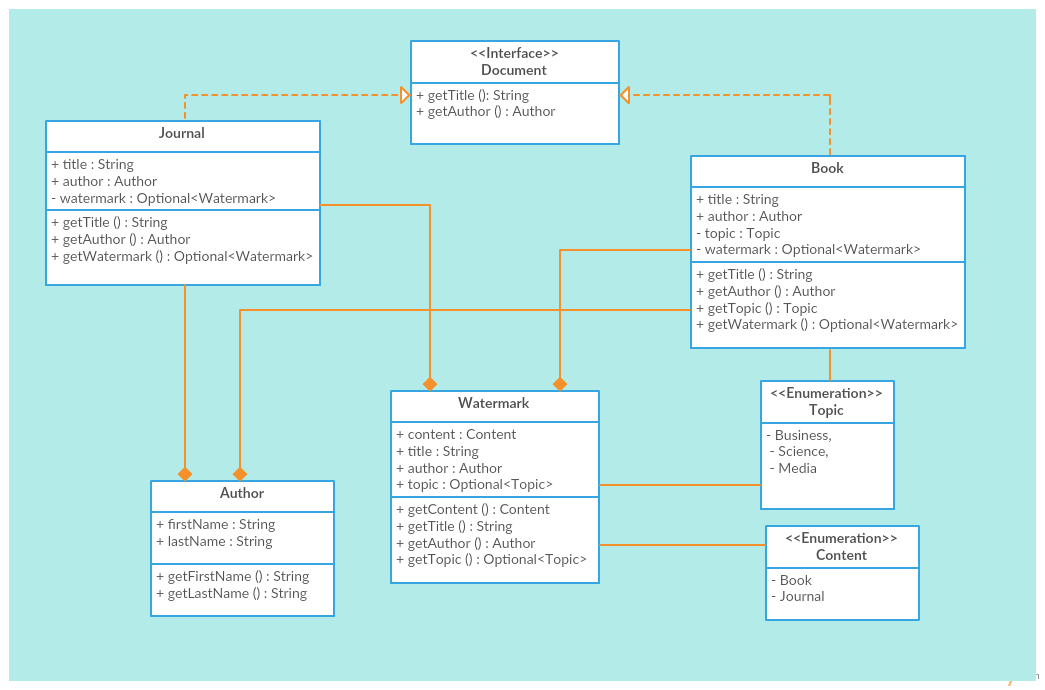 <<Interface>>
Document
+ getTitle (): String
+ getAuthor () : Author
Journal
+ title : String
+ author : Author
- watermark : Optional<Watermark>
+ getTitle () : String
+ getAuthor () : Author
+ getWatermark () : Optional<Watermark>
Book
+ title : String
+ author : Author
- topic : Topic
- watermark : Optional<Watermark>
+ getTitle () : String
+ getAuthor () : Author
+ getTopic () : Topic
+ getWatermark () : Optional<Watermark>
Watermark
+ content : Content
+ title : String
+ author : Author
+ topic : Optional<Topic>
+ getContent () : Content
+ getTitle () : String
+ getAuthor () : Author
+ getTopic () : Optional<Topic>
<<Enumeration>>
Topic
- Business,
- Science,
- Media
Author
+ firstName : String
+ lastName : String
+ getFirstName () : String
+ getLastName () : String
<<Enumeration>>
Content
- Book
- Journal